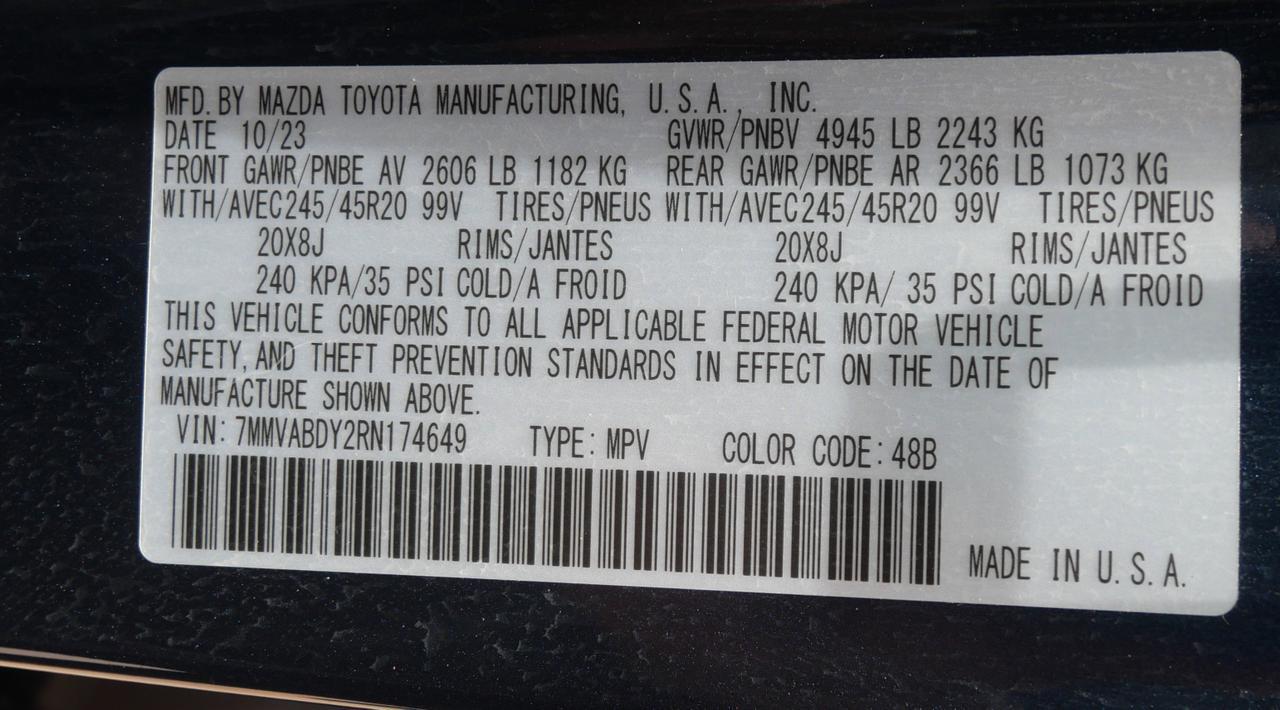 MFD. BY MAZDA TOYOTA MANUFACTURING, U.S.A., INC.
DATE 10/23 GVWR/PNBV 4945 LB 2243 KG
FRONT GAWR/PNBE AV 2606 LB 1182 KG REAR GAWR/PNBE AR 2366 LB 1073 KG
WITH/AVEC 245/45R20 99V TIRES/PNEUS WITH/AVEC 245/45R20 99V TIRES/PNEUS
20X8J RIMS/JANTES 20X8J RIMS/JANTES
240 KPA/35 PSI COLD/A FROID 240 KPA/ 35 PSI COLD/A FROID
THIS VEHICLE CONFORMS TO ALL APPLICABLE FEDERAL MOTOR VEHICLE
SAFETY, AND THEFT PREVENTION STANDARDS IN EFFECT ON THE DATE OF
MANUFACTURE SHOWN ABOVE.
VIN: 7MMVABDY2RN174649 TYPE: MPV COLOR CODE: 48B
MADE IN U.S.A.